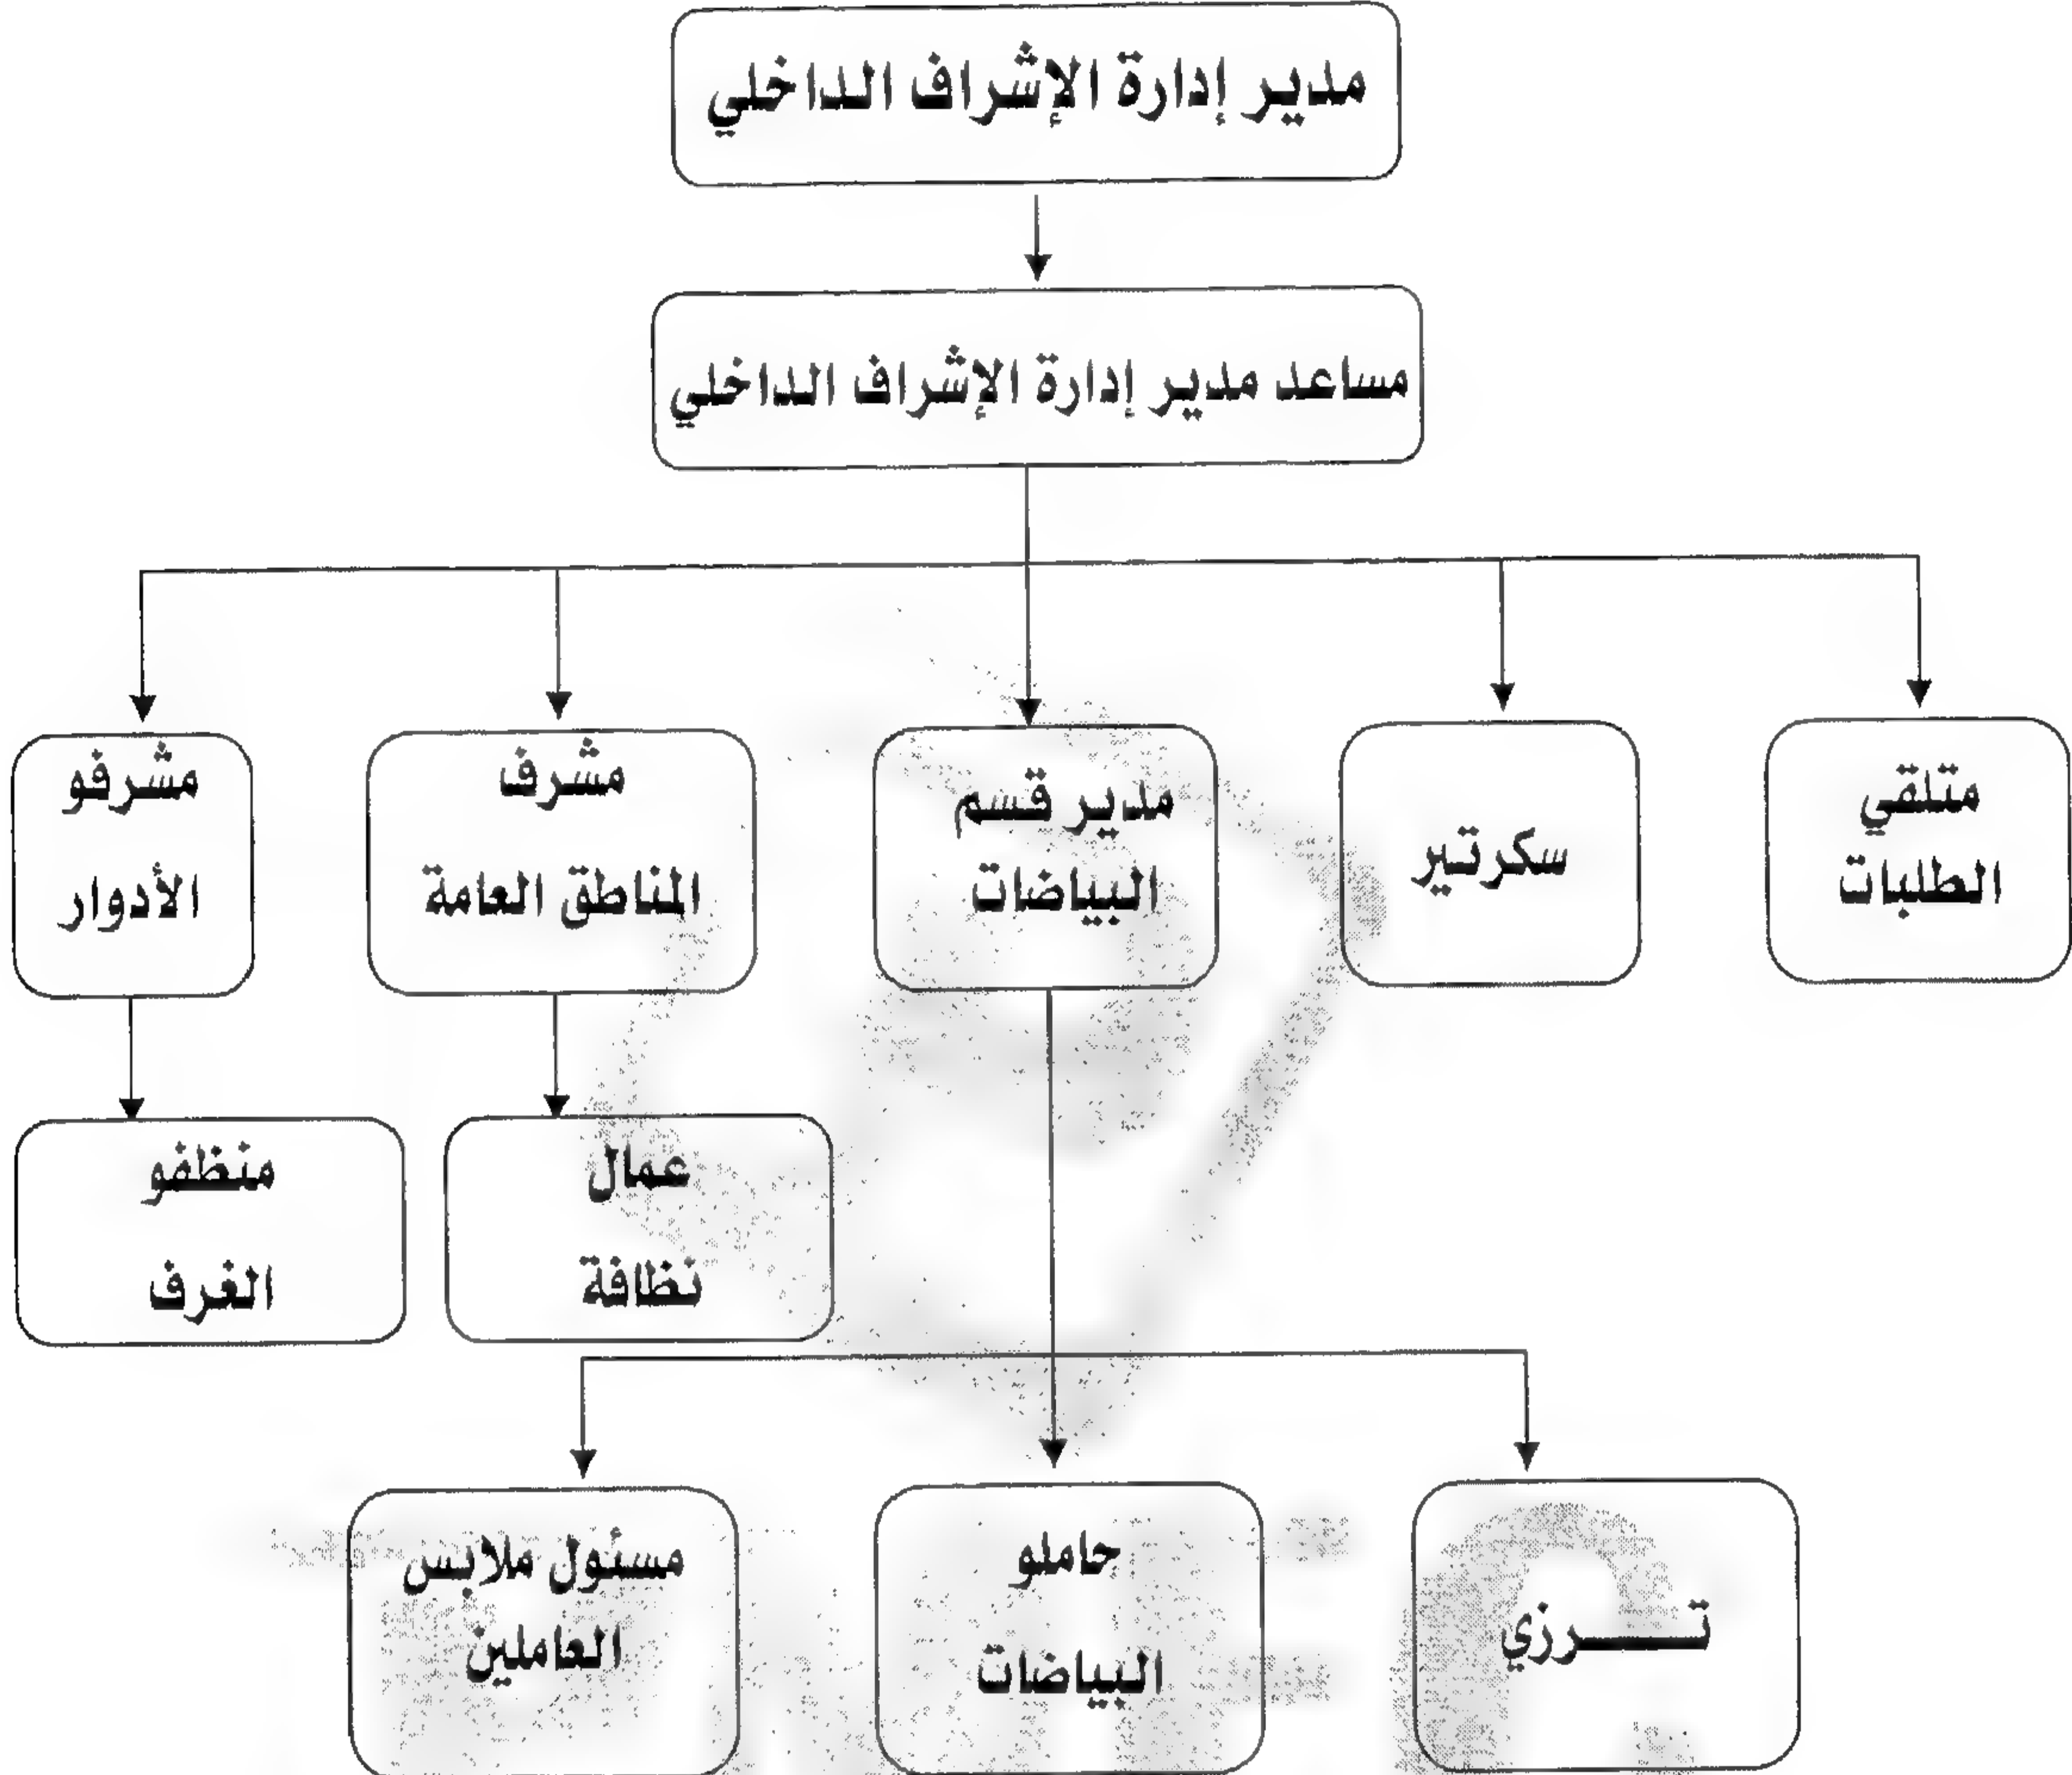 مدير إدارة الإشراف الداخلي
مساعد مدير إدارة الإشراف الداخلي
متلقي
الطلبات
سكرتير
مدير قسم
البياضات
مشرف
المناطق العامة
مشرفو
الأدوار
عمال
نظافة
منظفو
الغرف
تـــرزي
حاملو
البياضات
مسئول ملابس
العاملين